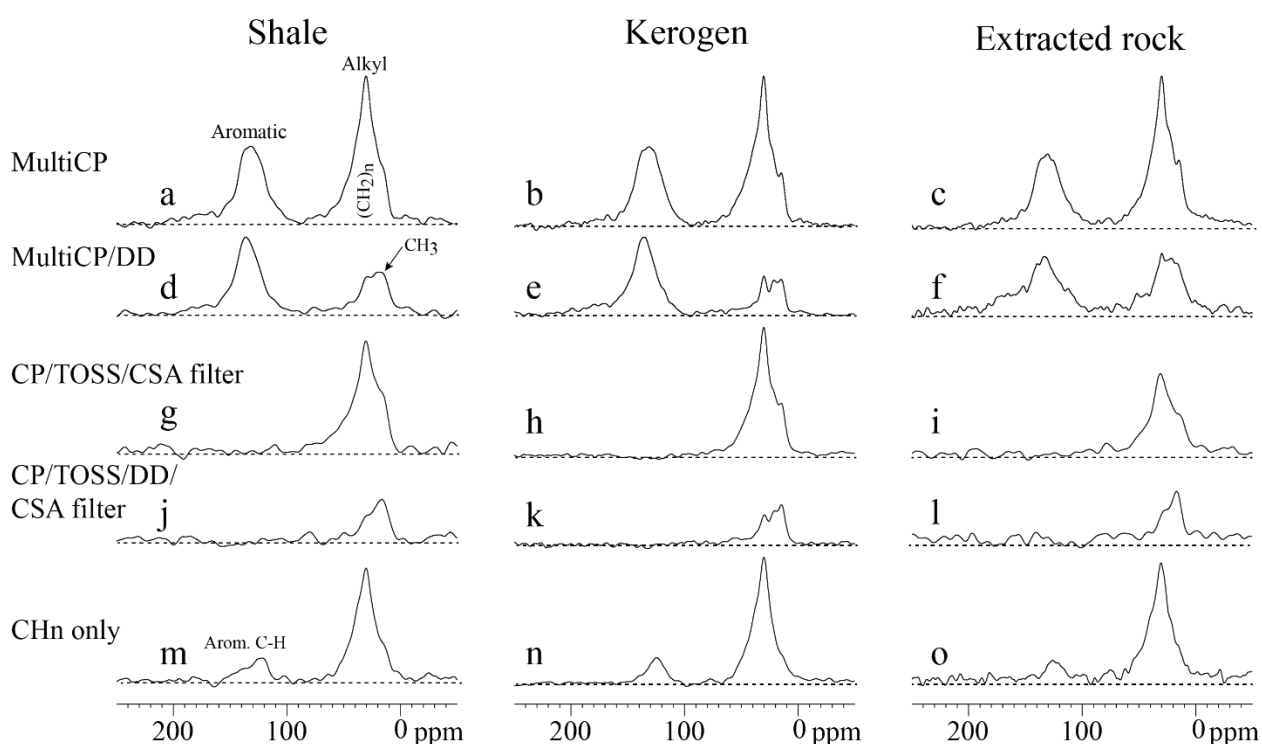 Shale Kerogen Extracted rock
Alkyl
Aromatic
MultiCP
(CH2)n
a b c
MultiCP/DD
CH3
d e f
CP/TOSS/CSA filter
g h i
CP/TOSS/DD/
CSA filter
j k l
CHn only
Arom. C-H
m n o
200 100 0 ppm 200 100 0 ppm 200 100 0 ppm